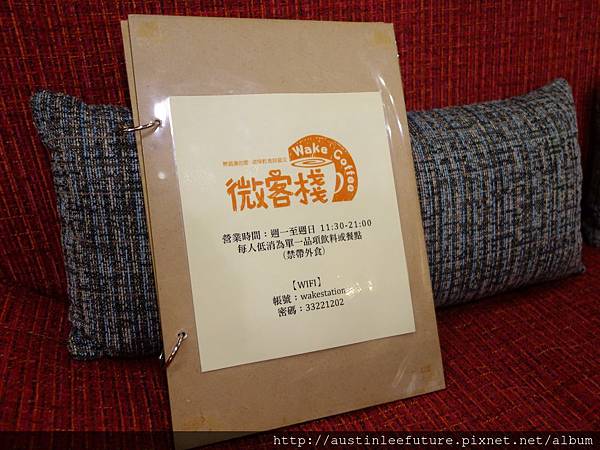 Wake Coffee
微客棧
營業時間：週一至週日 11:30-21:00
每人低消為單一品項飲料或餐點
(禁帶外食)
【WIFI】
帳號：wakestation
密碼：33221202
http://austinleefuture.pixnet.net/album